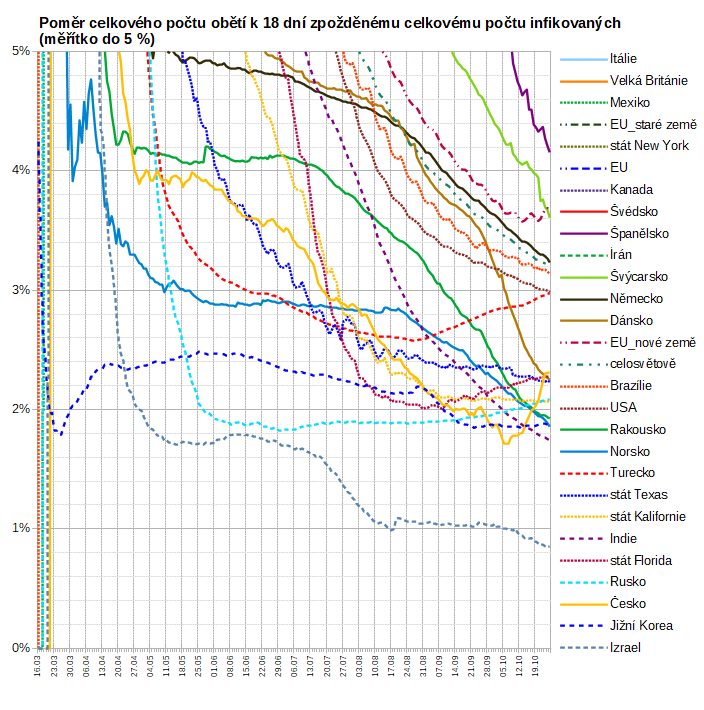 Poměr celkového počtu obětí k 18 dní zpožděnému celkovému počtu infikovaných
(měřítko do 5 %)
5%
4%
3%
2%
1%
0%
16.03
23.03
30.03
06.04
13.04
20.04
27.04
04.05
11.05
18.05
25.05
01.06
08.06
15.06
22.06
29.06
06.07
13.07
20.07
27.07
03.08
10.08
17.08
24.08
31.08
07.09
14.09
21.09
28.09
05.10
12.10
19.10
Itálie
Velká Británie
Mexiko
EU_staré země
stát New York
EU
Kanada
Švédsko
Španělsko
Írán
Švýcarsko
Německo
Dánsko
EU_nové země
celosvětově
Brazílie
USA
Rakousko
Norsko
Turecko
stát Texas
stát Kalifornie
Indie
stát Florida
Rusko
Česko
Jižní Korea
Izrael